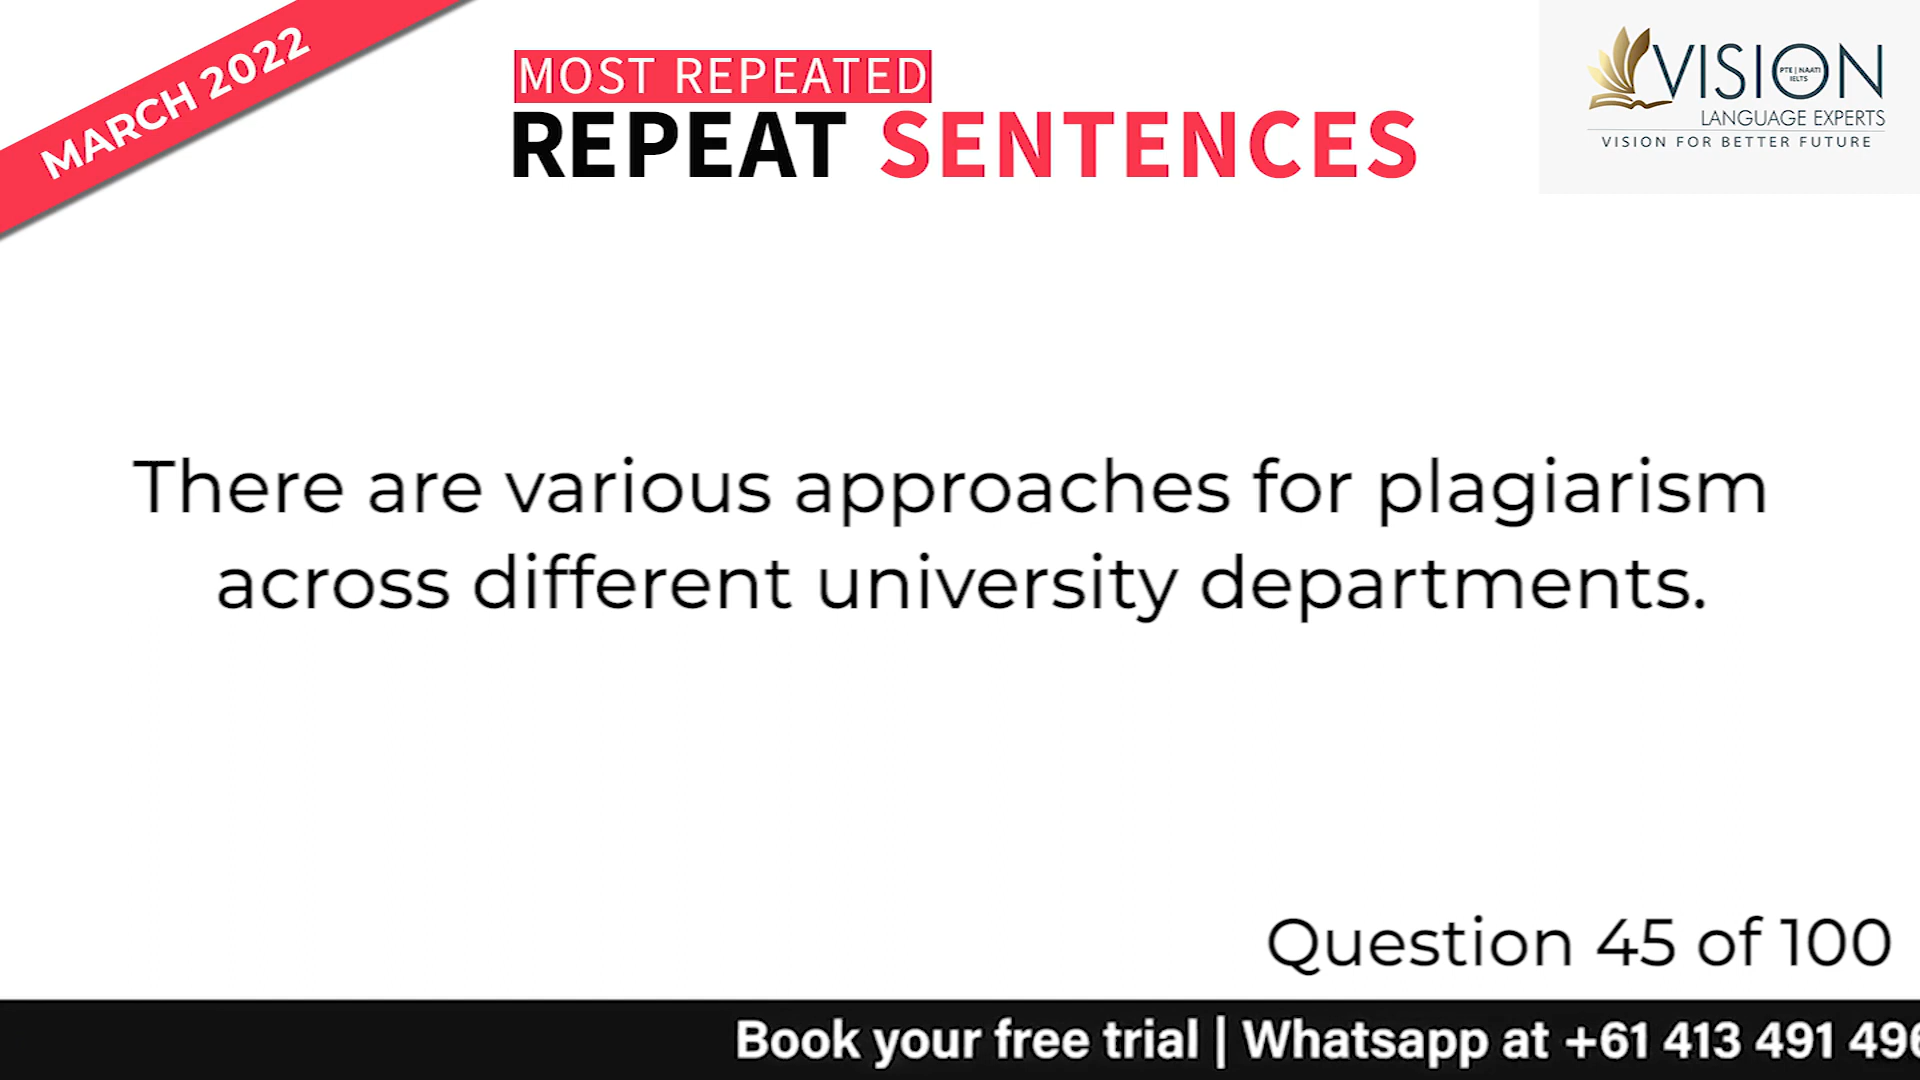 MARCH 2022
MOST REPEATED
REPEAT SENTENCES
VISION
PTE | NAATI
IELTS
LANGUAGE EXPERTS
VISION FOR BETTER FUTURE
There are various approaches for plagiarism
across different university departments.
Question 45 of 100
Book your free trial | Whatsapp at +61 413 491 496